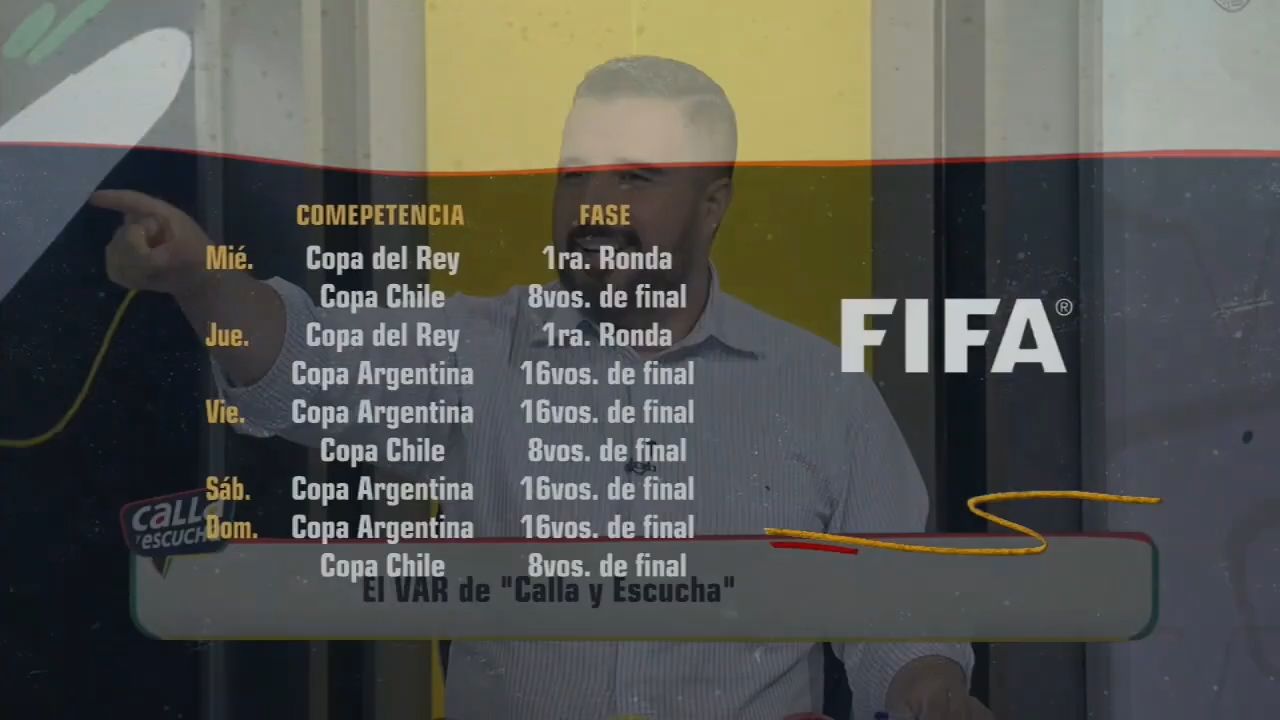 COMEPETENCIA FASE
Mié. Copa del Rey 1ra. Ronda
Copa Chile 8vos. de final
Jue. Copa del Rey 1ra. Ronda
Copa Argentina 16vos. de final
Vie. Copa Argentina 16vos. de final
Copa Chile 8vos. de final
Sáb. Copa Argentina 16vos. de final
Dom. Copa Argentina 16vos. de final
Copa Chile 8vos. de final
FIFA®
CALLA
Y ESCUCHA
El VAR de "Calla y Escucha"